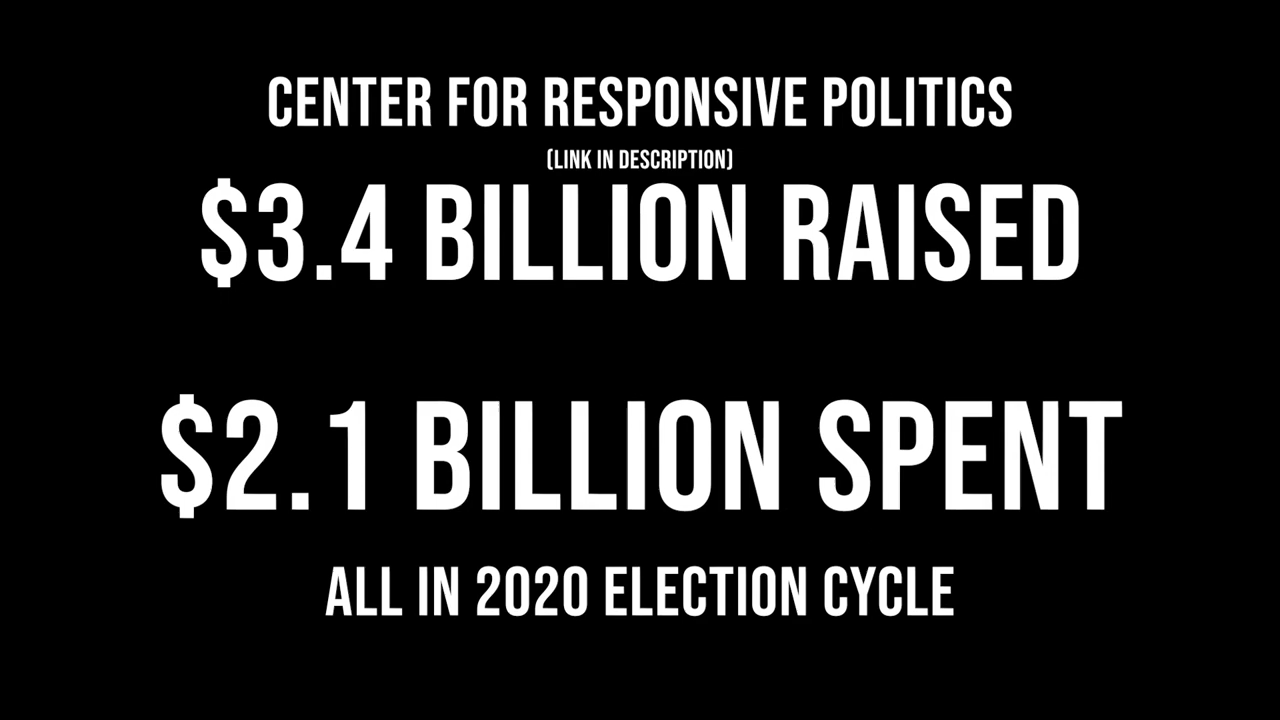 CENTER FOR RESPONSIVE POLITICS
(LINK IN DESCRIPTION)
$3.4 BILLION RAISED
$2.1 BILLION SPENT
ALL IN 2020 ELECTION CYCLE